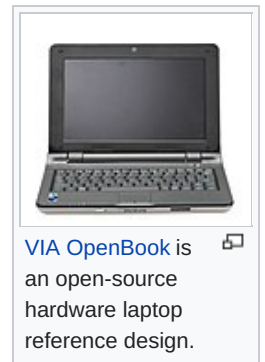 VIA OpenBook is
an open-source
hardware laptop
reference design.